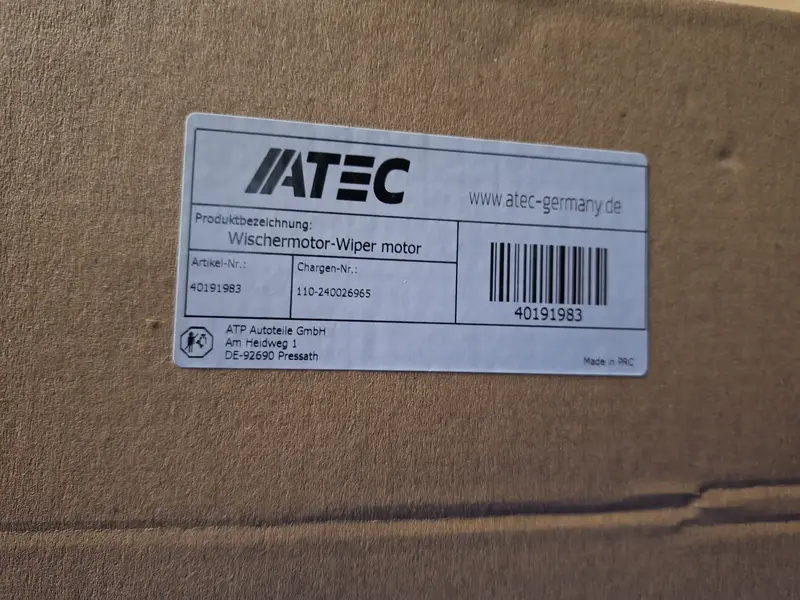 ATEC
www.atec-germany.de
Produktbezeichnung:
Wischermotor-Wiper motor
Artikel-Nr.:
40191983
Chargen-Nr.:
110-240026965
40191983
ATP Autoteile GmbH
Am Heidweg 1
DE-92690 Pressath
Made in PRC